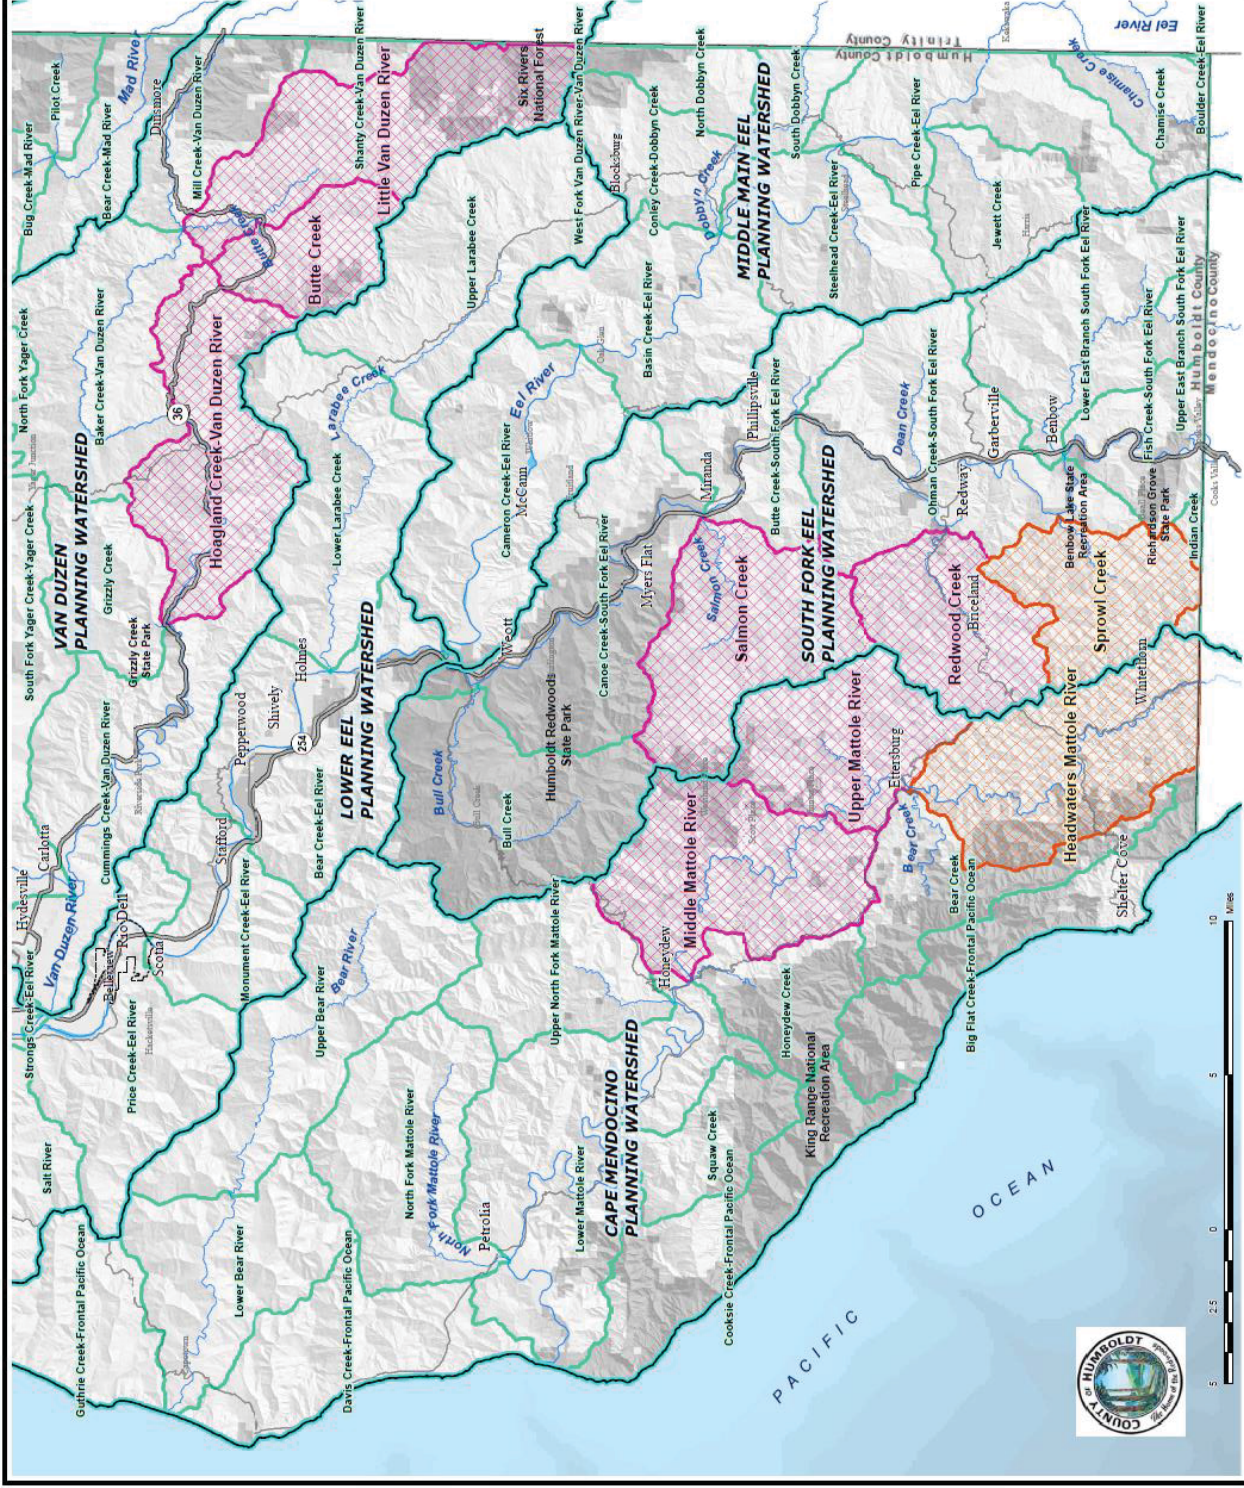 Bug Creek-Mad River
Pilot Creek
Bear Creek-Mad River
Mad River
Dinsmore
Mill Creek-Van Duzen River
Shanty Creek-Van Duzen River
Little Van Duzen River
Six Rivers
National Forest
West Fork Van Duzen River-Van Duzen River
North Fork Yager Creek
Baker Creek-Van Duzen River
36
Butte Creek
Butte Creek
Hoagland Creek-Van Duzen River
VAN DUZEN
PLANNING WATERSHED
South Fork Yager Creek-Yager Creek
Grizzly Creek
Grizzly Creek
State Park
Cummings Creek-Van Duzen River
Carlotta
Hydesville
Van Duzen River
Strongs Creek-Eel River
Rio Dell
Belleview
Scotia
Price Creek-Eel River
Monument Creek-Eel River
Stafford
Pepperwood
Shively
Holmes
254
Bear Creek-Eel River
LOWER EEL
PLANNING WATERSHED
Lower Larabee Creek
Larabee Creek
Upper Larabee Creek
Blocksburg
Conley Creek-Dobbyn Creek
North Dobbyn Creek
South Dobbyn Creek
Dobbyn Creek
MIDDLE MAIN EEL
PLANNING WATERSHED
Basin Creek-Eel River
Steelhead Creek-Eel River
Pipe Creek-Eel River
Jewett Creek
Harris
Chamise Creek
Chamise Creek
Boulder Creek-Eel River
Eel River
Humboldt County
Trinity County
Eel River
Cameron Creek-Eel River
McCann
Weott
Canoe Creek-South Fork Eel River
Myers Flat
Miranda
Phillipsville
Butte Creek-South Fork Eel River
SOUTH FORK EEL
PLANNING WATERSHED
Salmon Creek
Salmon Creek
Dean Creek
Ohman Creek-South Fork Eel River
Redway
Garberville
Benbow
Benbow Lake State
Recreation Area
Lower East Branch South Fork Eel River
Fish Creek-South Fork Eel River
Upper East Branch South Fork Eel River
Humboldt County
Mendocino County
Richardson Grove
State Park
Indian Creek
Redwood Creek
Briceland
Sprowl Creek
Whitethorn
Headwaters Mattole River
Upper Mattole River
Ettersburg
Middle Mattole River
Honeydew
Bull Creek
Bull Creek
Humboldt Redwoods
State Park
Upper North Fork Mattole River
Bear River
Upper Bear River
Salt River
Guthrie Creek-Frontal Pacific Ocean
Lower Bear River
Davis Creek-Frontal Pacific Ocean
North Fork Mattole River
North Fork Mattole River
Petrolia
Lower Mattole River
CAPE MENDOCINO
PLANNING WATERSHED
Squaw Creek
Cooksie Creek-Frontal Pacific Ocean
King Range National
Recreation Area
Honeydew Creek
Bear Creek
Bear Creek
Big Flat Creek-Frontal Pacific Ocean
Shelter Cove
PACIFIC OCEAN
5 2.5 0 5 10
Miles
COUNTY OF HUMBOLDT